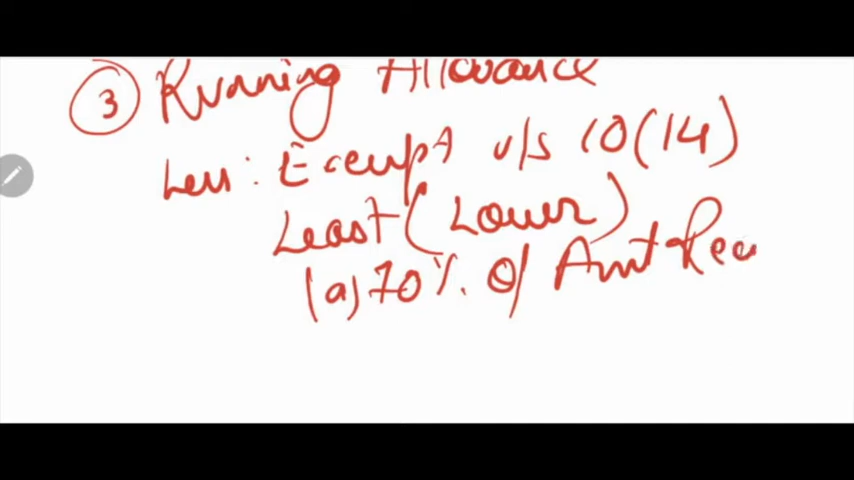 3 Running Allowance
Less: Exempt u/s 10(14)
Least (Lower)
(a) 70% of Amt Rec